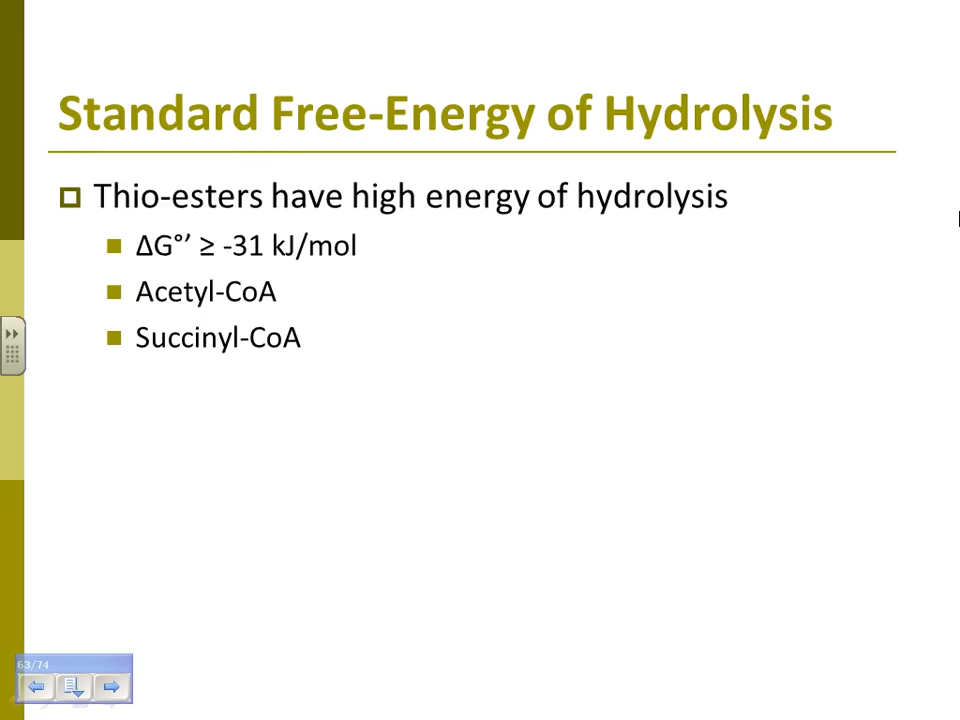 Standard Free-Energy of Hydrolysis
Thio-esters have high energy of hydrolysis
ΔG°’ ≥ -31 kJ/mol
Acetyl-CoA
Succinyl-CoA
63/74